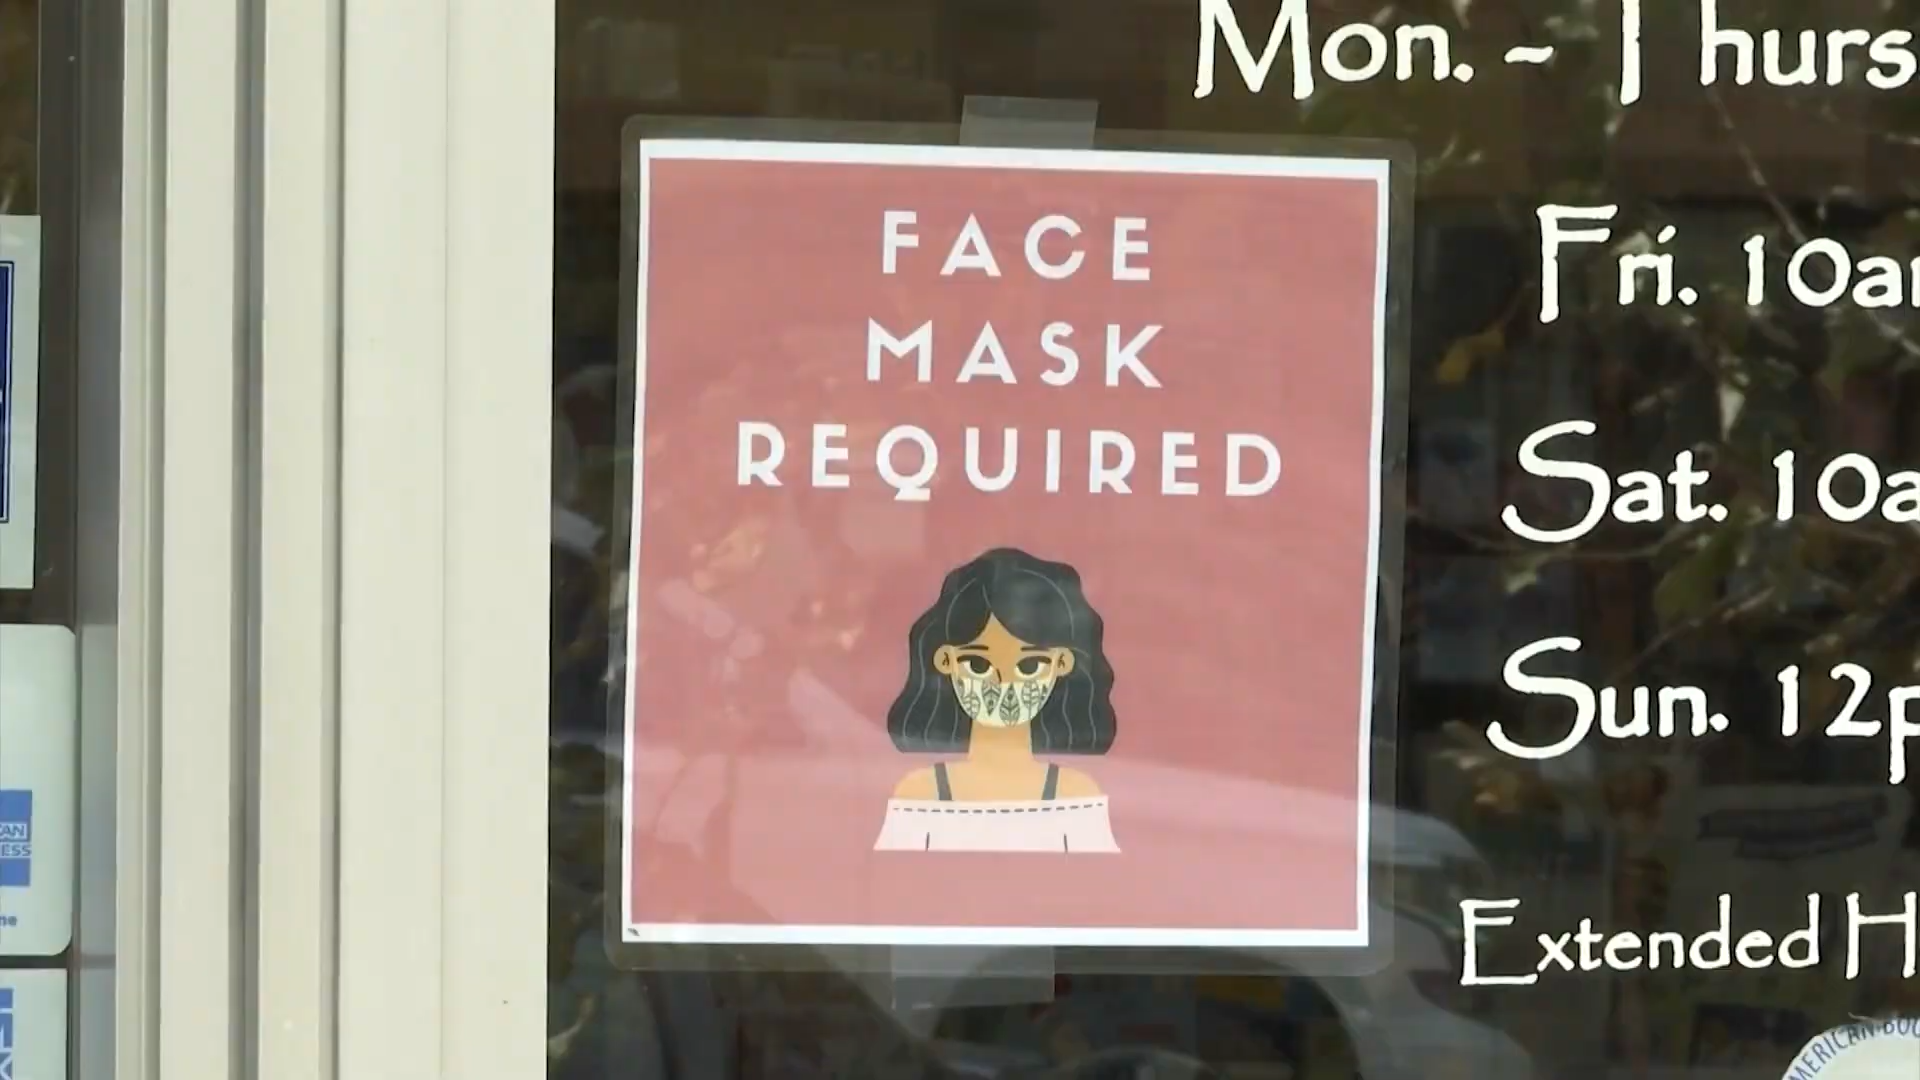 Mon. - Thurs
FACE
MASK
REQUIRED
Fri. 10a
Sat. 10a
Sun. 12p
Extended H